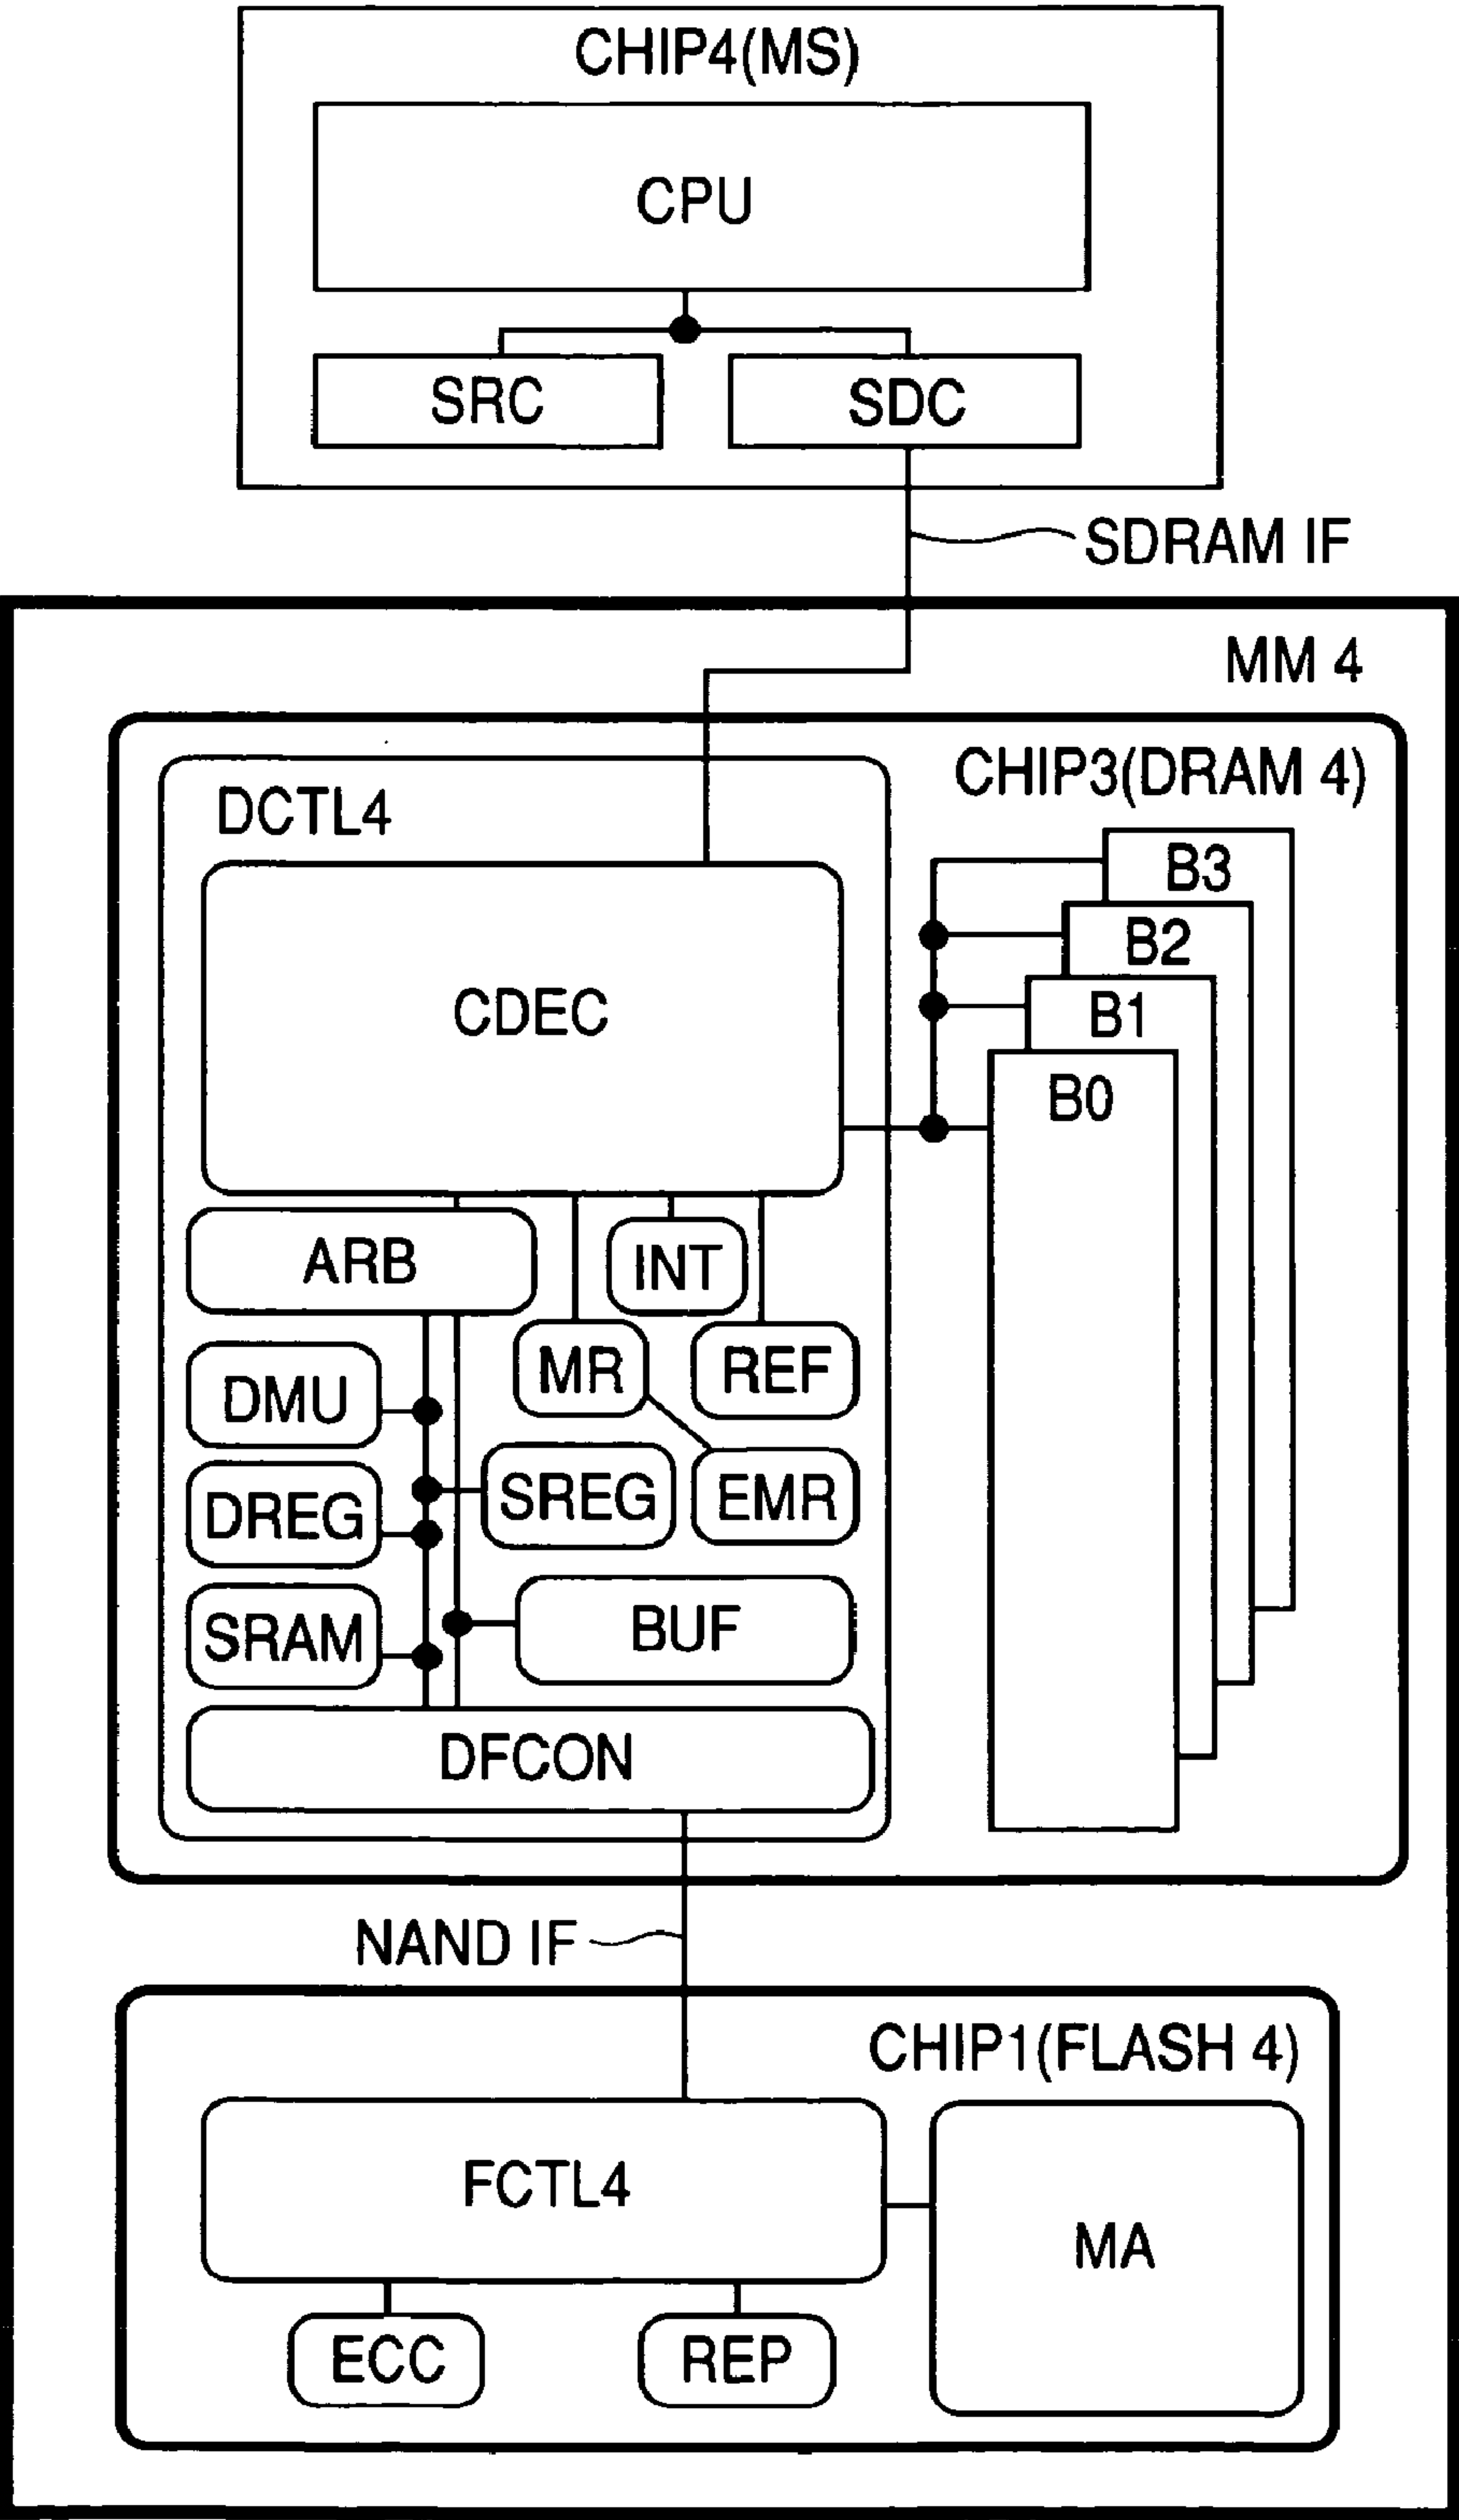 CHIP4(MS)
CPU
SRC
SDC
SDRAM IF
MM 4
CHIP3(DRAM 4)
DCTL4
B3
B2
B1
B0
CDEC
ARB
INT
MR
REF
DMU
SREG
EMR
DREG
SRAM
BUF
DFCON
NAND IF
CHIP1(FLASH 4)
FCTL4
MA
ECC
REP